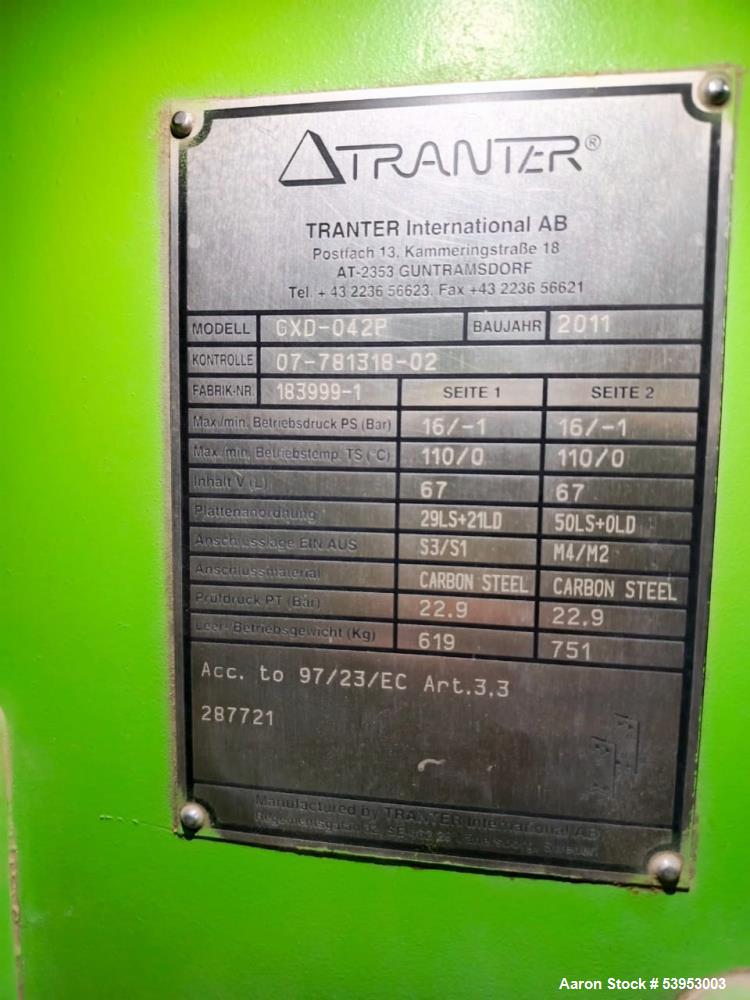 TRANTER®
TRANTER International AB
Postfach 13, Kammeringstraße 18
AT-2353 GUNTRAMSDORF
Tel. + 43 2236 56623, Fax +43 2236 56621
MODELL GXD-042P BAUJAHR 2011
KONTROLLE 07-781318-02
FABRIK-NR. 183999-1 SEITE 1 SEITE 2
Max./min. Betriebsdruck PS (Bar) 16/-1 16/-1
Max./min. Betriebstemp. TS (°C) 110/0 110/0
Inhalt V (L) 67 67
Plattenanordnung 29LS+21LD 50LS+0LD
Anschlusslage EIN AUS S3/S1 M4/M2
Anschlussmaterial CARBON STEEL CARBON STEEL
Prüfdruck PT (Bar) 22.9 22.9
Leer-/Betriebsgewicht (Kg) 619 751
Acc. to 97/23/EC Art.3.3
287721
Manufactured by TRANTER International AB
Sweden
Aaron Stock # 53953003